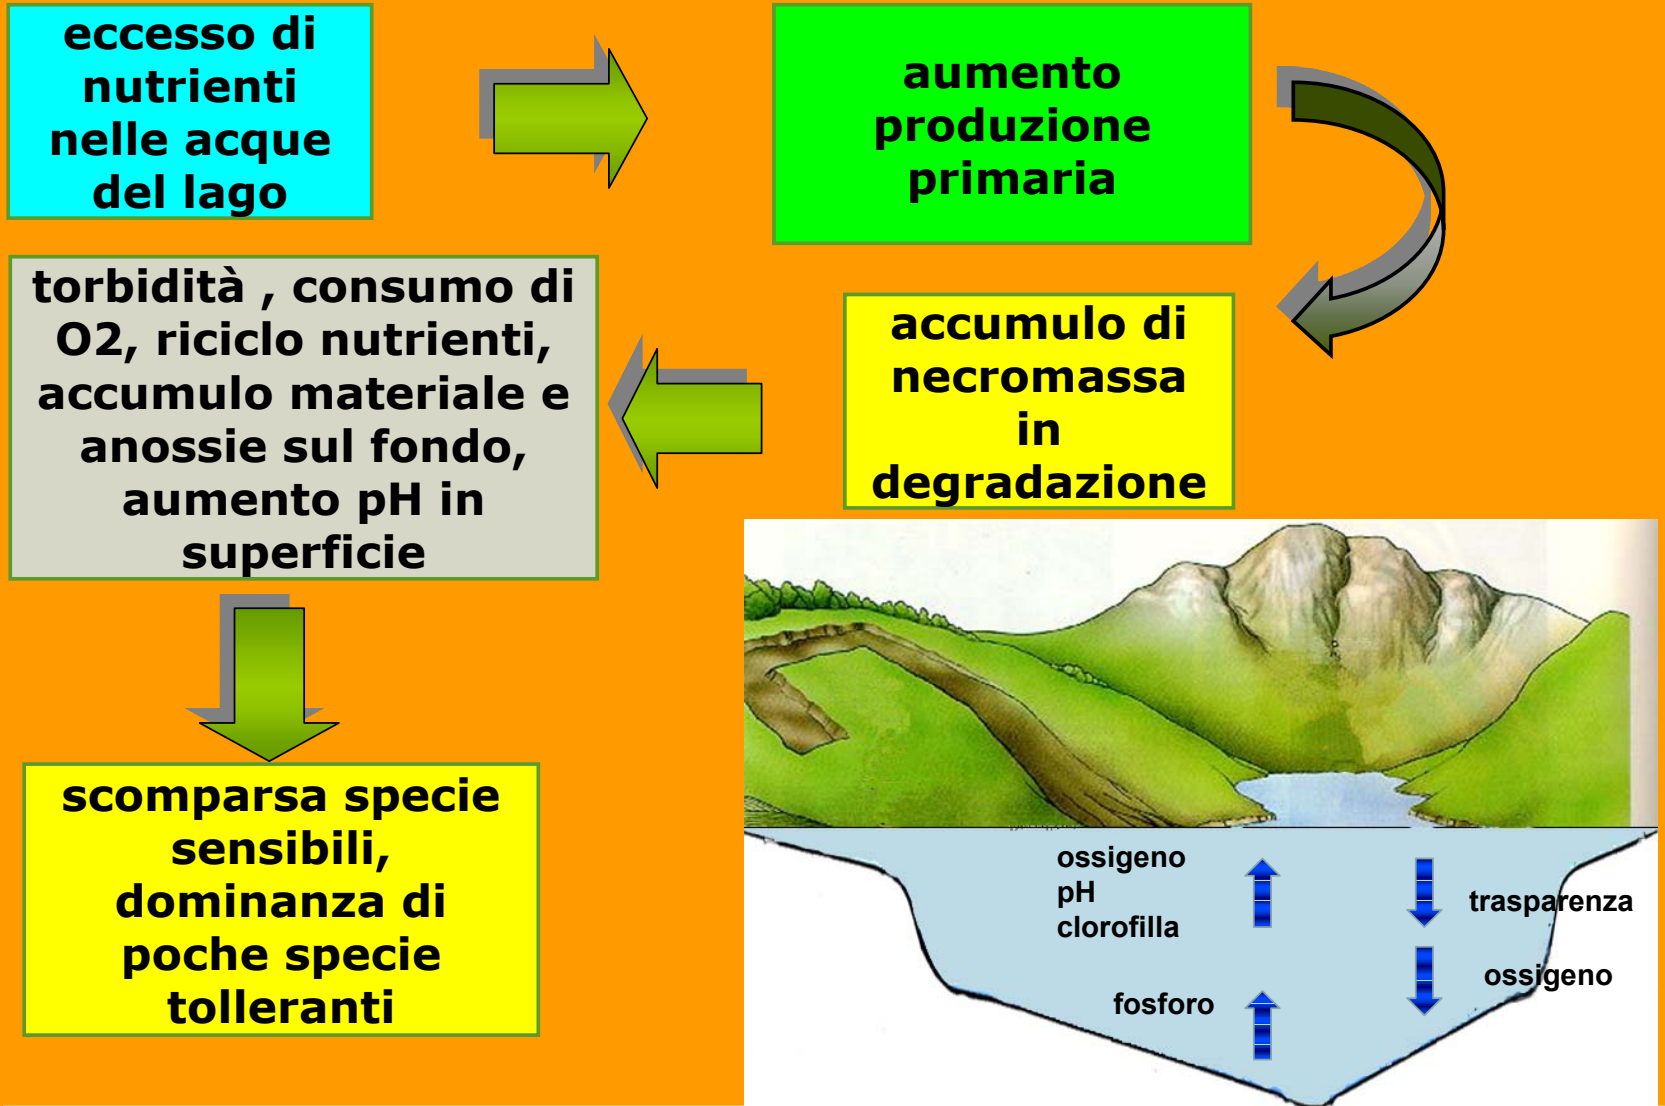 eccesso di
nutrienti
nelle acque
del lago
aumento
produzione
primaria
accumulo di
necromassa
in
degradazione
torbidità , consumo di
O2, riciclo nutrienti,
accumulo materiale e
anossie sul fondo,
aumento pH in
superficie
scomparsa specie
sensibili,
dominanza di
poche specie
tolleranti
ossigeno
pH
clorofilla
trasparenza
ossigeno
fosforo